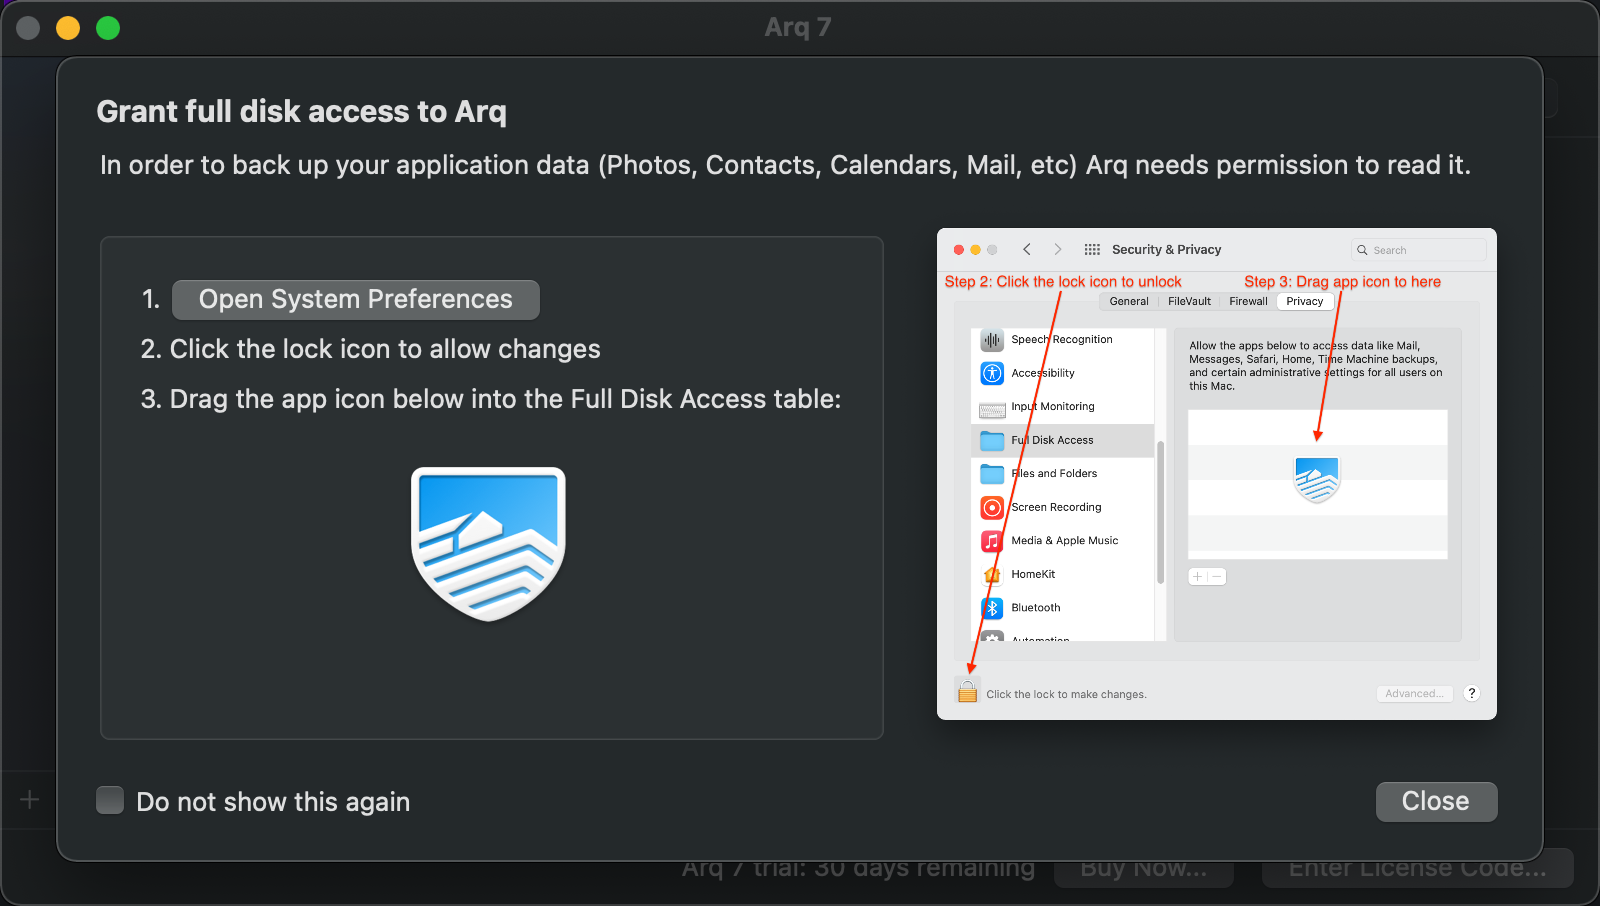 Arq 7
Grant full disk access to Arq
In order to back up your application data (Photos, Contacts, Calendars, Mail, etc) Arq needs permission to read it.
1. Open System Preferences
2. Click the lock icon to allow changes
3. Drag the app icon below into the Full Disk Access table:
Security & Privacy
Search
Step 2: Click the lock icon to unlock
Step 3: Drag app icon to here
General FileVault Firewall Privacy
Speech Recognition
Accessibility
Input Monitoring
Full Disk Access
Files and Folders
Screen Recording
Media & Apple Music
HomeKit
Bluetooth
Automation
Allow the apps below to access data like Mail,
Messages, Safari, Home, Time Machine backups,
and certain administrative settings for all users on
this Mac.
Click the lock to make changes.
Advanced...
?
Do not show this again
Close
Arq 7 trial: 30 days remaining
Buy Now...
Enter License Code...